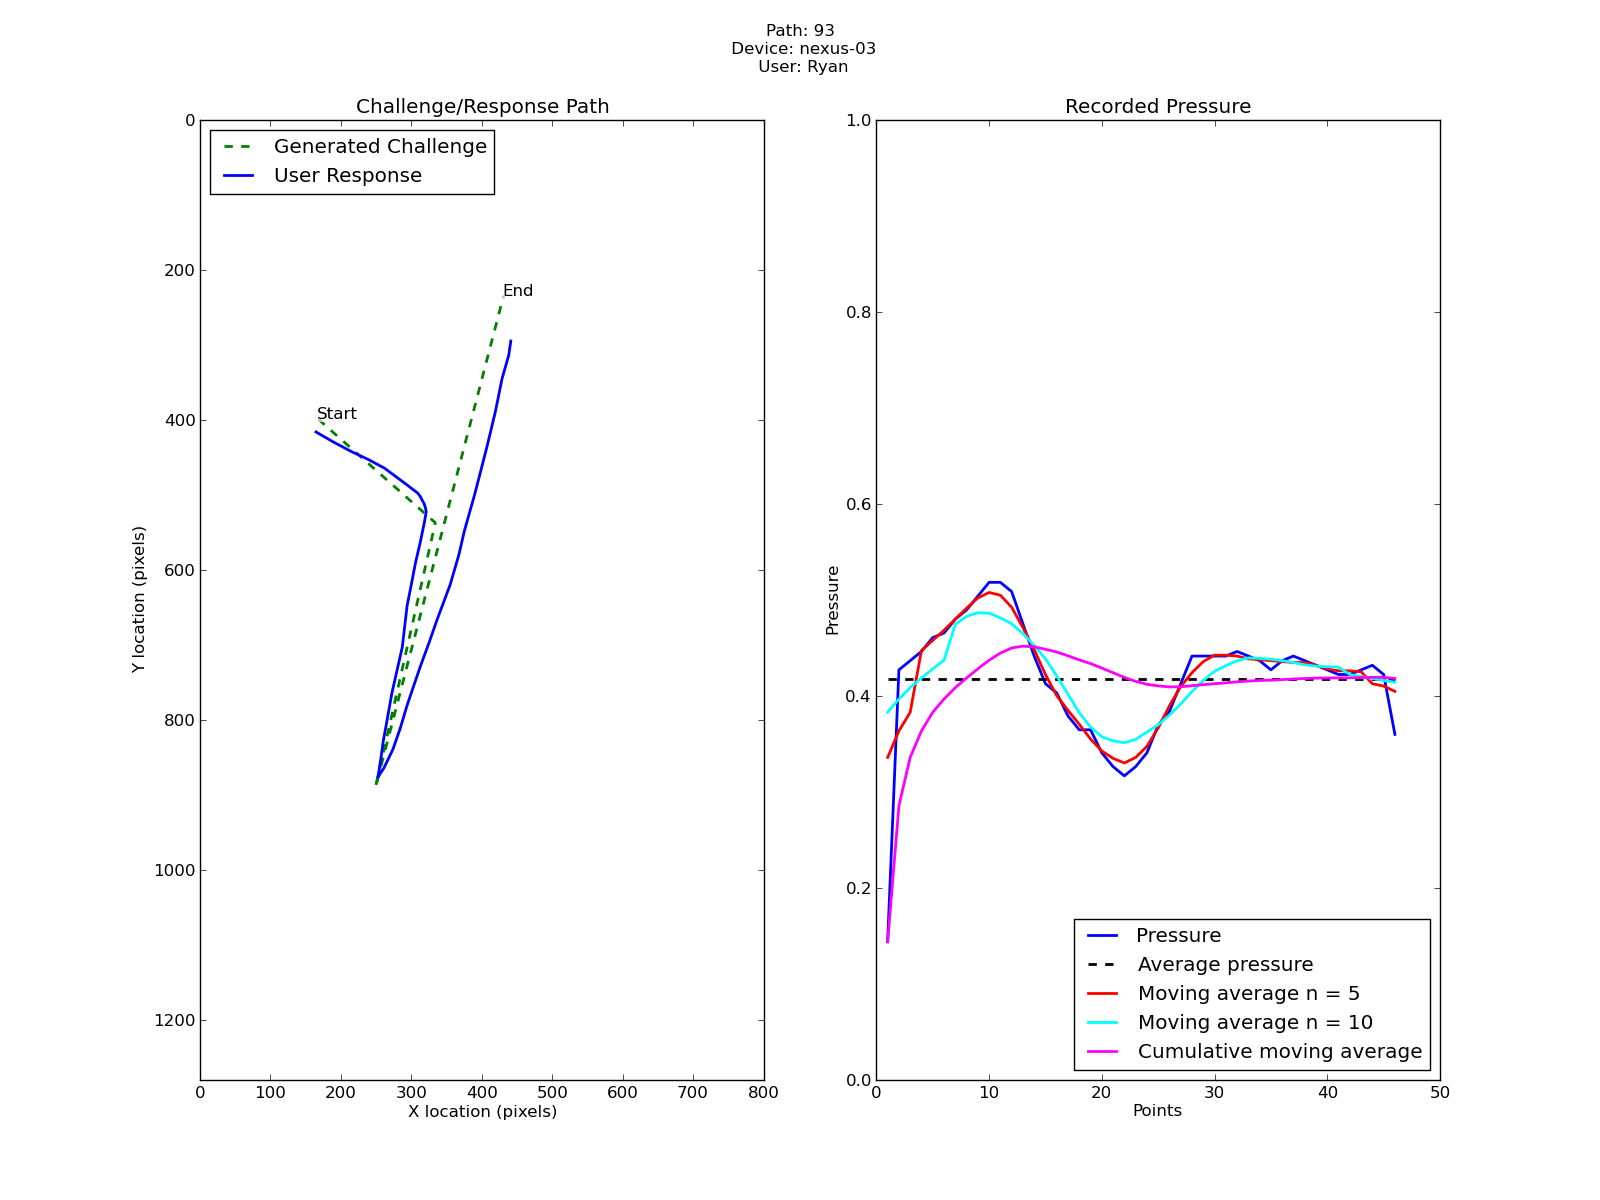 Path: 93
Device: nexus-03
User: Ryan
Challenge/Response Path
Generated Challenge
User Response
0
200
400
600
800
1000
1200
Y location (pixels)
Start
End
0 100 200 300 400 500 600 700 800
X location (pixels)
Recorded Pressure
1.0
0.8
0.6
0.4
0.2
0.0
Pressure
Pressure
Average pressure
Moving average n = 5
Moving average n = 10
Cumulative moving average
0 10 20 30 40 50
Points